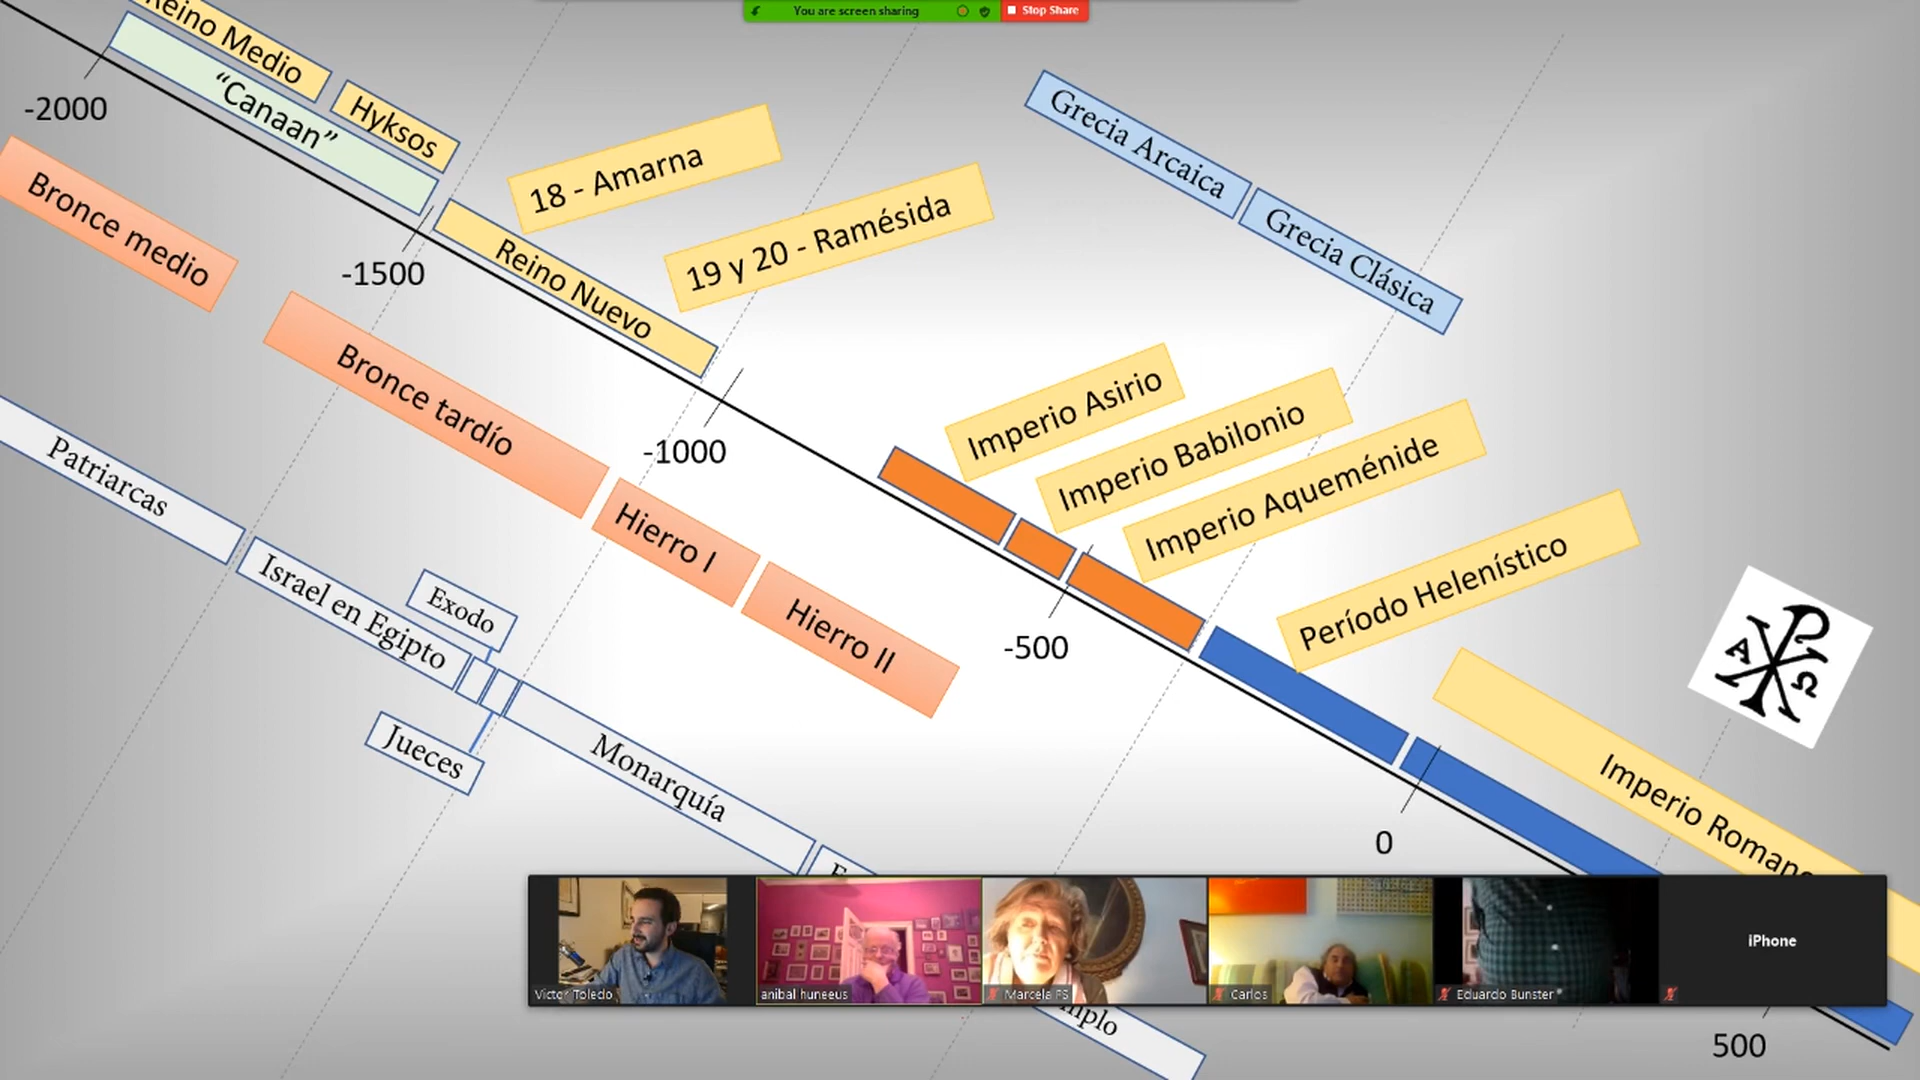 You are screen sharing
Stop Share
Reino Medio
Hyksos
"Canaan"
-2000
Bronce medio
-1500
Reino Nuevo
18 - Amarna
19 y 20 - Ramésida
Grecia Arcaica
Grecia Clásica
Bronce tardío
-1000
Imperio Asirio
Imperio Babilonio
Imperio Aqueménide
Período Helenístico
Patriarcas
Israel en Egipto
Exodo
Jueces
Hierro I
Hierro II
Monarquía
-500
Α Ω
Imperio Romano
0
Victor Toledo
anibal huneeus
Marcela PS
Carlos
Eduardo Bunster
iPhone
mplo
500